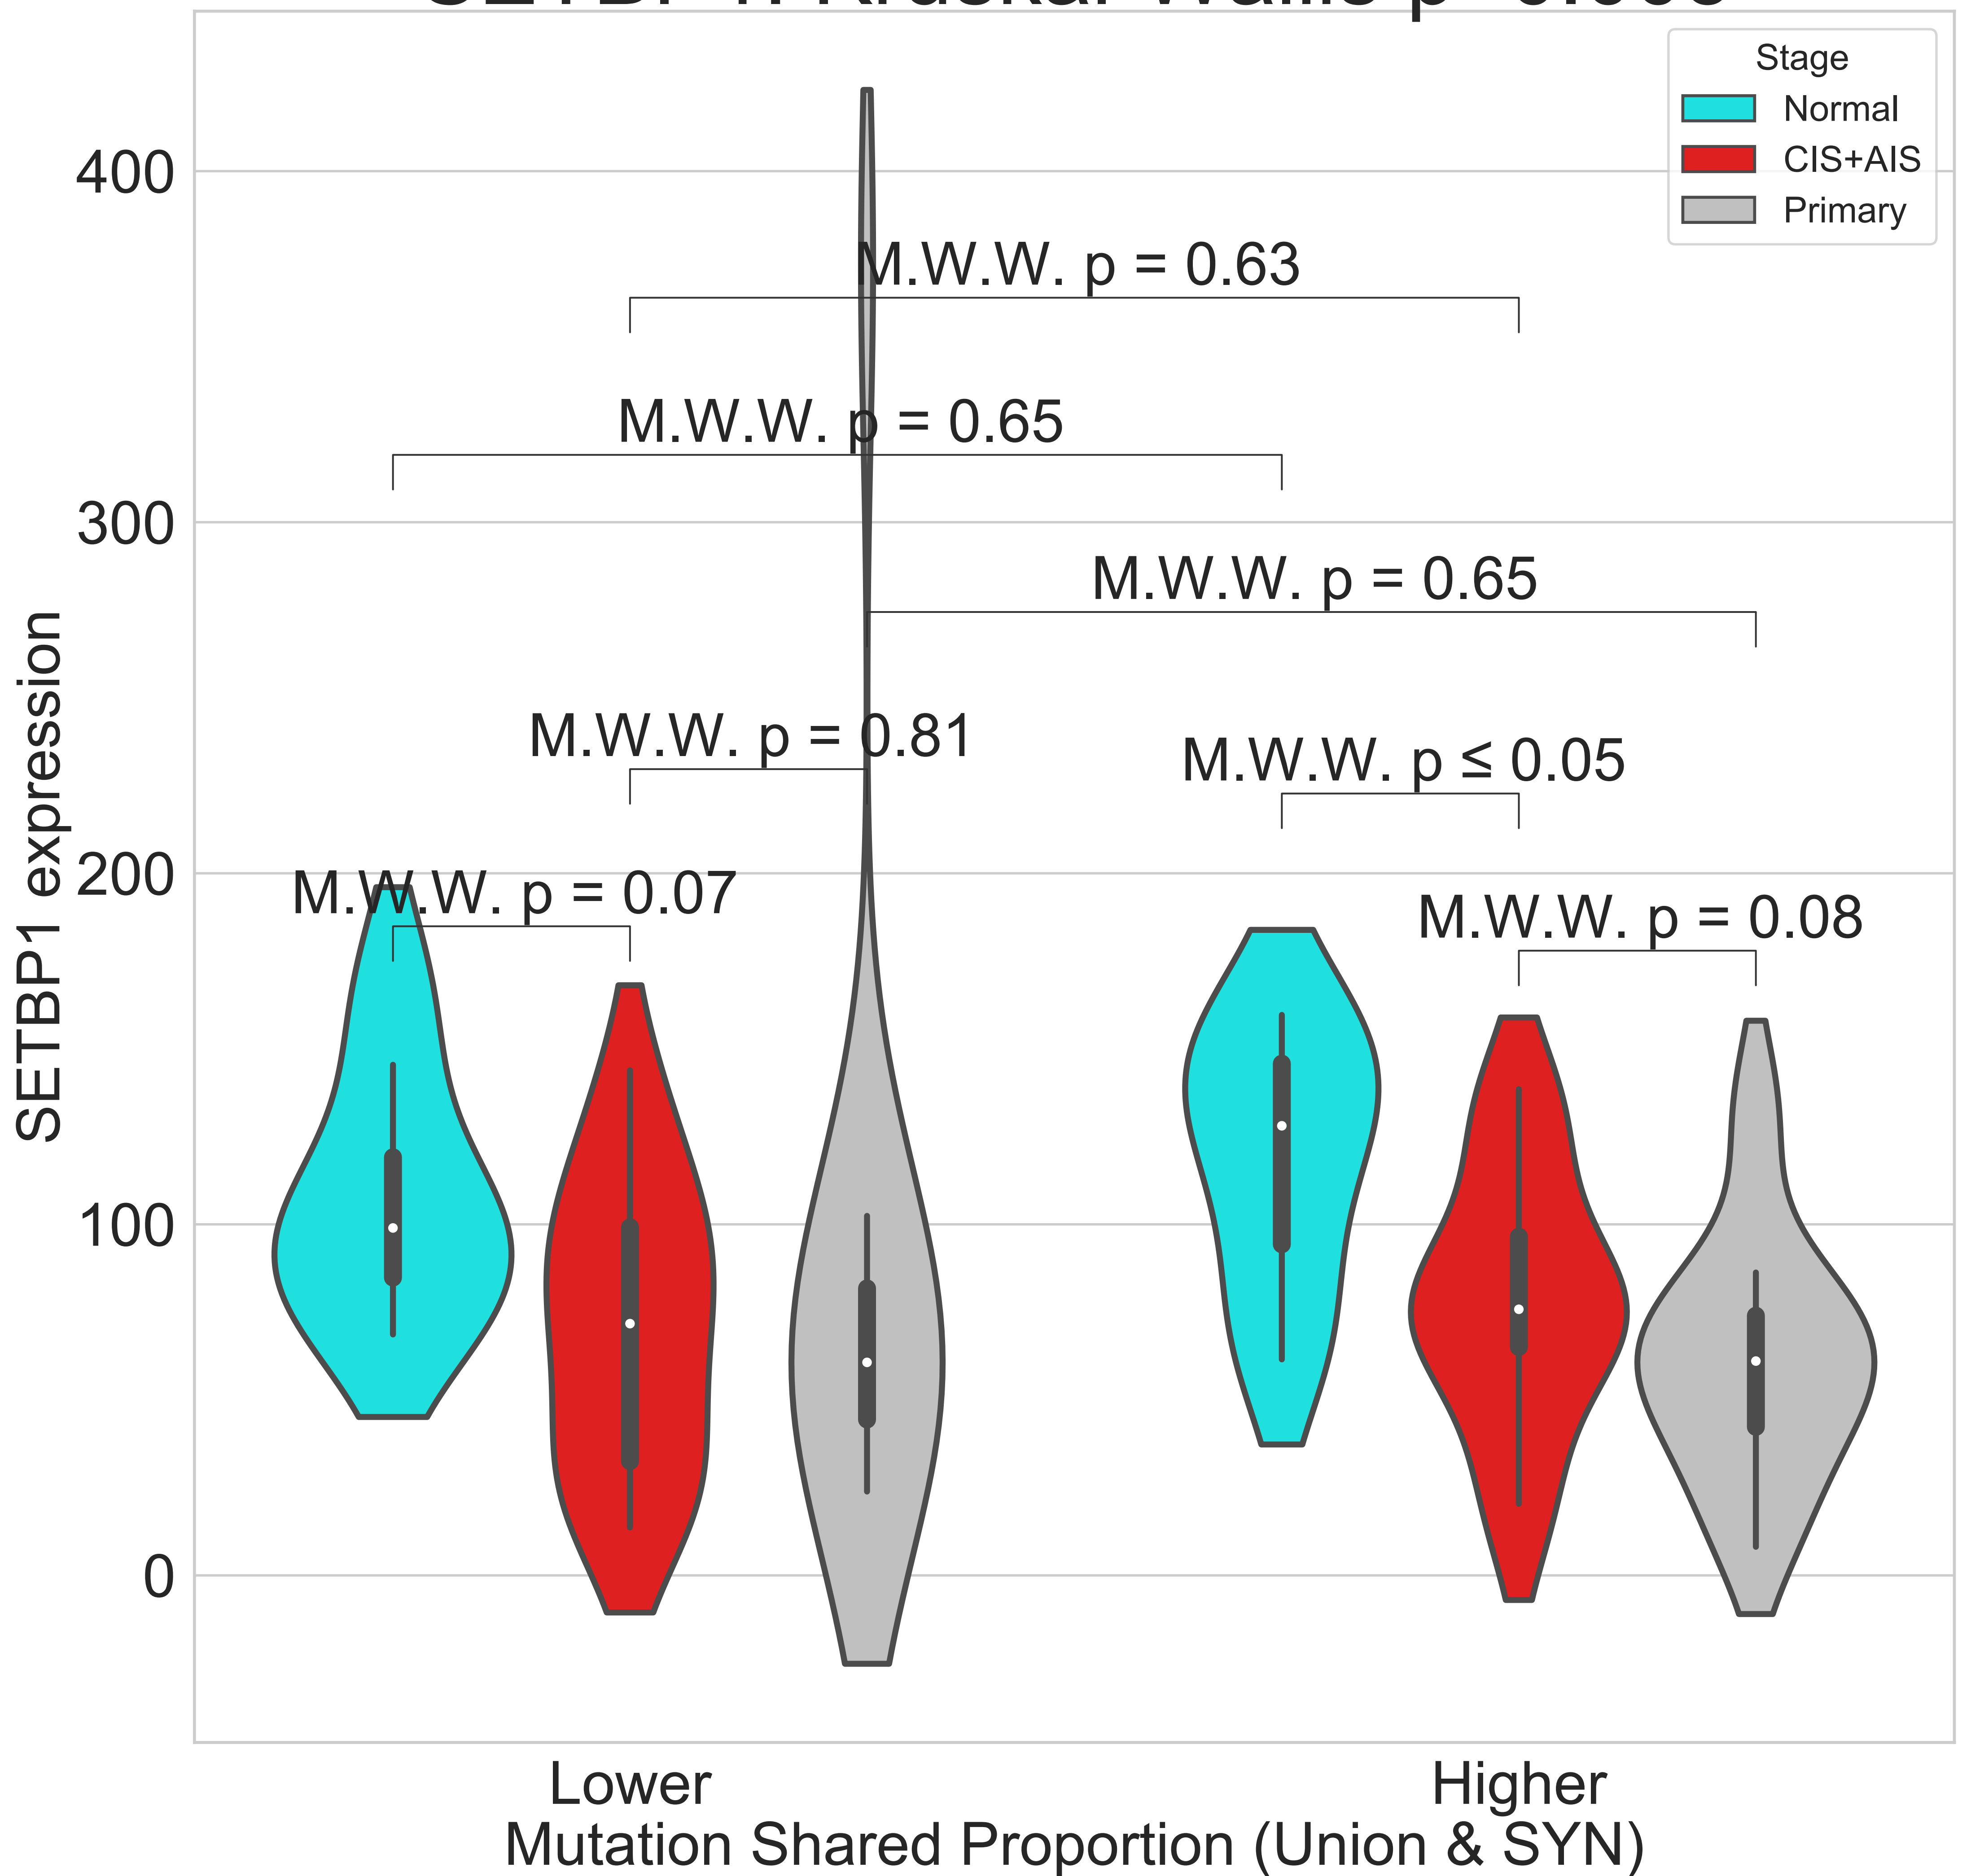 Stage
Normal
CIS+AIS
Primary
400
M.W.W. p = 0.63
M.W.W. p = 0.65
300
M.W.W. p = 0.65
M.W.W. p = 0.81
M.W.W. p ≤ 0.05
200
M.W.W. p = 0.07
M.W.W. p = 0.08
SETBP1 expression
100
0
Lower
Higher
Mutation Shared Proportion (Union & SYN)